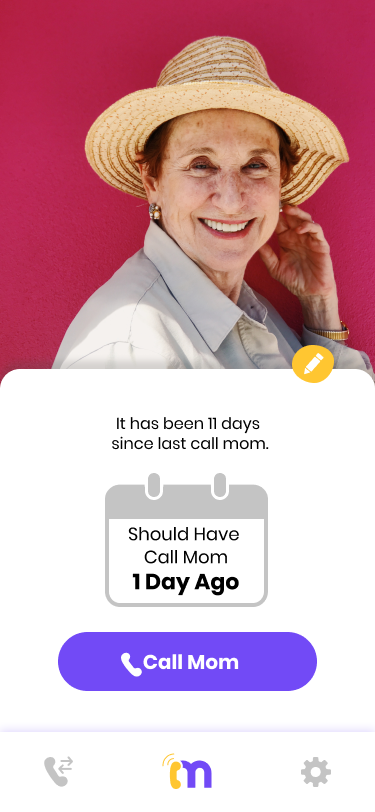 It has been 11 days
since last call mom.
Should Have
Call Mom
1 Day Ago
Call Mom
m